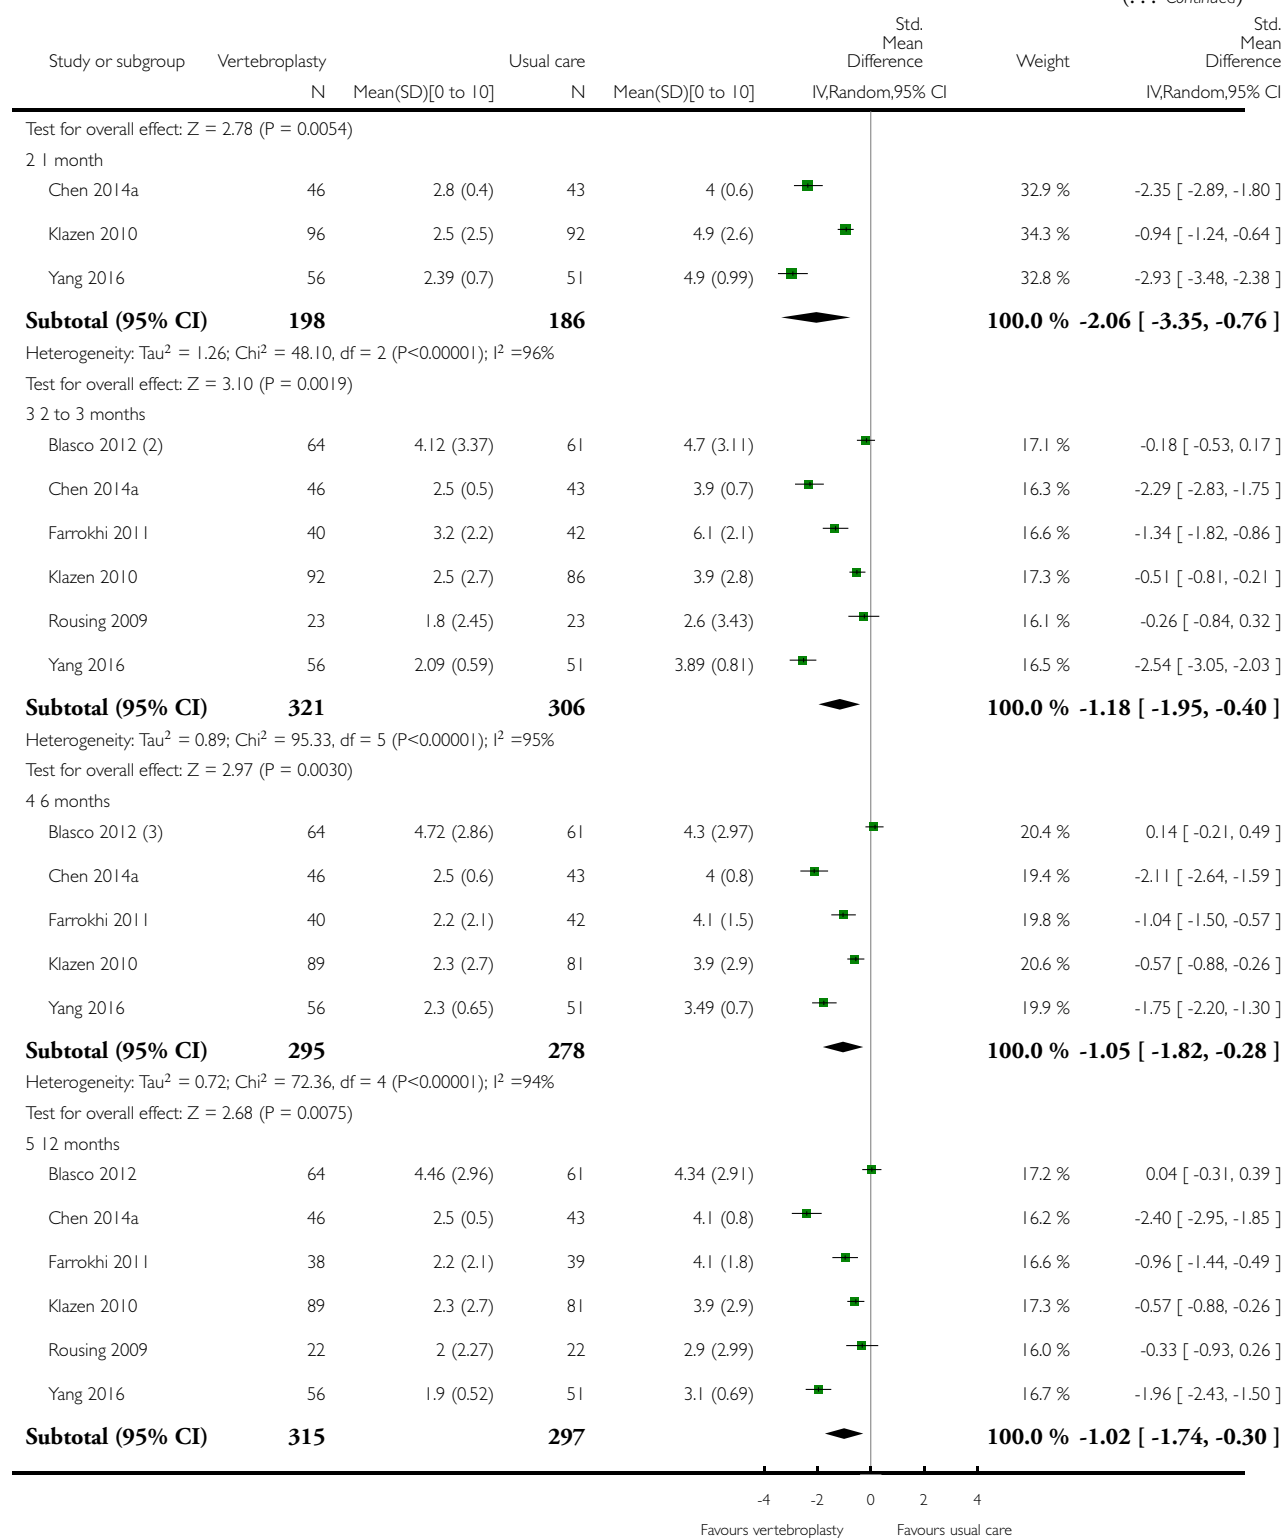 (. . . Continued)
Study or subgroup Vertebroplasty Usual care Std. Mean Difference Weight Std. Mean Difference
N Mean(SD)[0 to 10] N Mean(SD)[0 to 10] IV,Random,95% CI IV,Random,95% CI
Test for overall effect: Z = 2.78 (P = 0.0054)
2 1 month
Chen 2014a 46 2.8 (0.4) 43 4 (0.6) 32.9 % -2.35 [ -2.89, -1.80 ]
Klazen 2010 96 2.5 (2.5) 92 4.9 (2.6) 34.3 % -0.94 [ -1.24, -0.64 ]
Yang 2016 56 2.39 (0.7) 51 4.9 (0.99) 32.8 % -2.93 [ -3.48, -2.38 ]
Subtotal (95% CI) 198 186 100.0 % -2.06 [ -3.35, -0.76 ]
Heterogeneity: Tau² = 1.26; Chi² = 48.10, df = 2 (P<0.00001); I² =96%
Test for overall effect: Z = 3.10 (P = 0.0019)
3 2 to 3 months
Blasco 2012 (2) 64 4.12 (3.37) 61 4.7 (3.11) 17.1 % -0.18 [ -0.53, 0.17 ]
Chen 2014a 46 2.5 (0.5) 43 3.9 (0.7) 16.3 % -2.29 [ -2.83, -1.75 ]
Farrokhi 2011 40 3.2 (2.2) 42 6.1 (2.1) 16.6 % -1.34 [ -1.82, -0.86 ]
Klazen 2010 92 2.5 (2.7) 86 3.9 (2.8) 17.3 % -0.51 [ -0.81, -0.21 ]
Rousing 2009 23 1.8 (2.45) 23 2.6 (3.43) 16.1 % -0.26 [ -0.84, 0.32 ]
Yang 2016 56 2.09 (0.59) 51 3.89 (0.81) 16.5 % -2.54 [ -3.05, -2.03 ]
Subtotal (95% CI) 321 306 100.0 % -1.18 [ -1.95, -0.40 ]
Heterogeneity: Tau² = 0.89; Chi² = 95.33, df = 5 (P<0.00001); I² =95%
Test for overall effect: Z = 2.97 (P = 0.0030)
4 6 months
Blasco 2012 (3) 64 4.72 (2.86) 61 4.3 (2.97) 20.4 % 0.14 [ -0.21, 0.49 ]
Chen 2014a 46 2.5 (0.6) 43 4 (0.8) 19.4 % -2.11 [ -2.64, -1.59 ]
Farrokhi 2011 40 2.2 (2.1) 42 4.1 (1.5) 19.8 % -1.04 [ -1.50, -0.57 ]
Klazen 2010 89 2.3 (2.7) 81 3.9 (2.9) 20.6 % -0.57 [ -0.88, -0.26 ]
Yang 2016 56 2.3 (0.65) 51 3.49 (0.7) 19.9 % -1.75 [ -2.20, -1.30 ]
Subtotal (95% CI) 295 278 100.0 % -1.05 [ -1.82, -0.28 ]
Heterogeneity: Tau² = 0.72; Chi² = 72.36, df = 4 (P<0.00001); I² =94%
Test for overall effect: Z = 2.68 (P = 0.0075)
5 12 months
Blasco 2012 64 4.46 (2.96) 61 4.34 (2.91) 17.2 % 0.04 [ -0.31, 0.39 ]
Chen 2014a 46 2.5 (0.5) 43 4.1 (0.8) 16.2 % -2.40 [ -2.95, -1.85 ]
Farrokhi 2011 38 2.2 (2.1) 39 4.1 (1.8) 16.6 % -0.96 [ -1.44, -0.49 ]
Klazen 2010 89 2.3 (2.7) 81 3.9 (2.9) 17.3 % -0.57 [ -0.88, -0.26 ]
Rousing 2009 22 2 (2.27) 22 2.9 (2.99) 16.0 % -0.33 [ -0.93, 0.26 ]
Yang 2016 56 1.9 (0.52) 51 3.1 (0.69) 16.7 % -1.96 [ -2.43, -1.50 ]
Subtotal (95% CI) 315 297 100.0 % -1.02 [ -1.74, -0.30 ]
-4 -2 0 2 4
Favours vertebroplasty Favours usual care